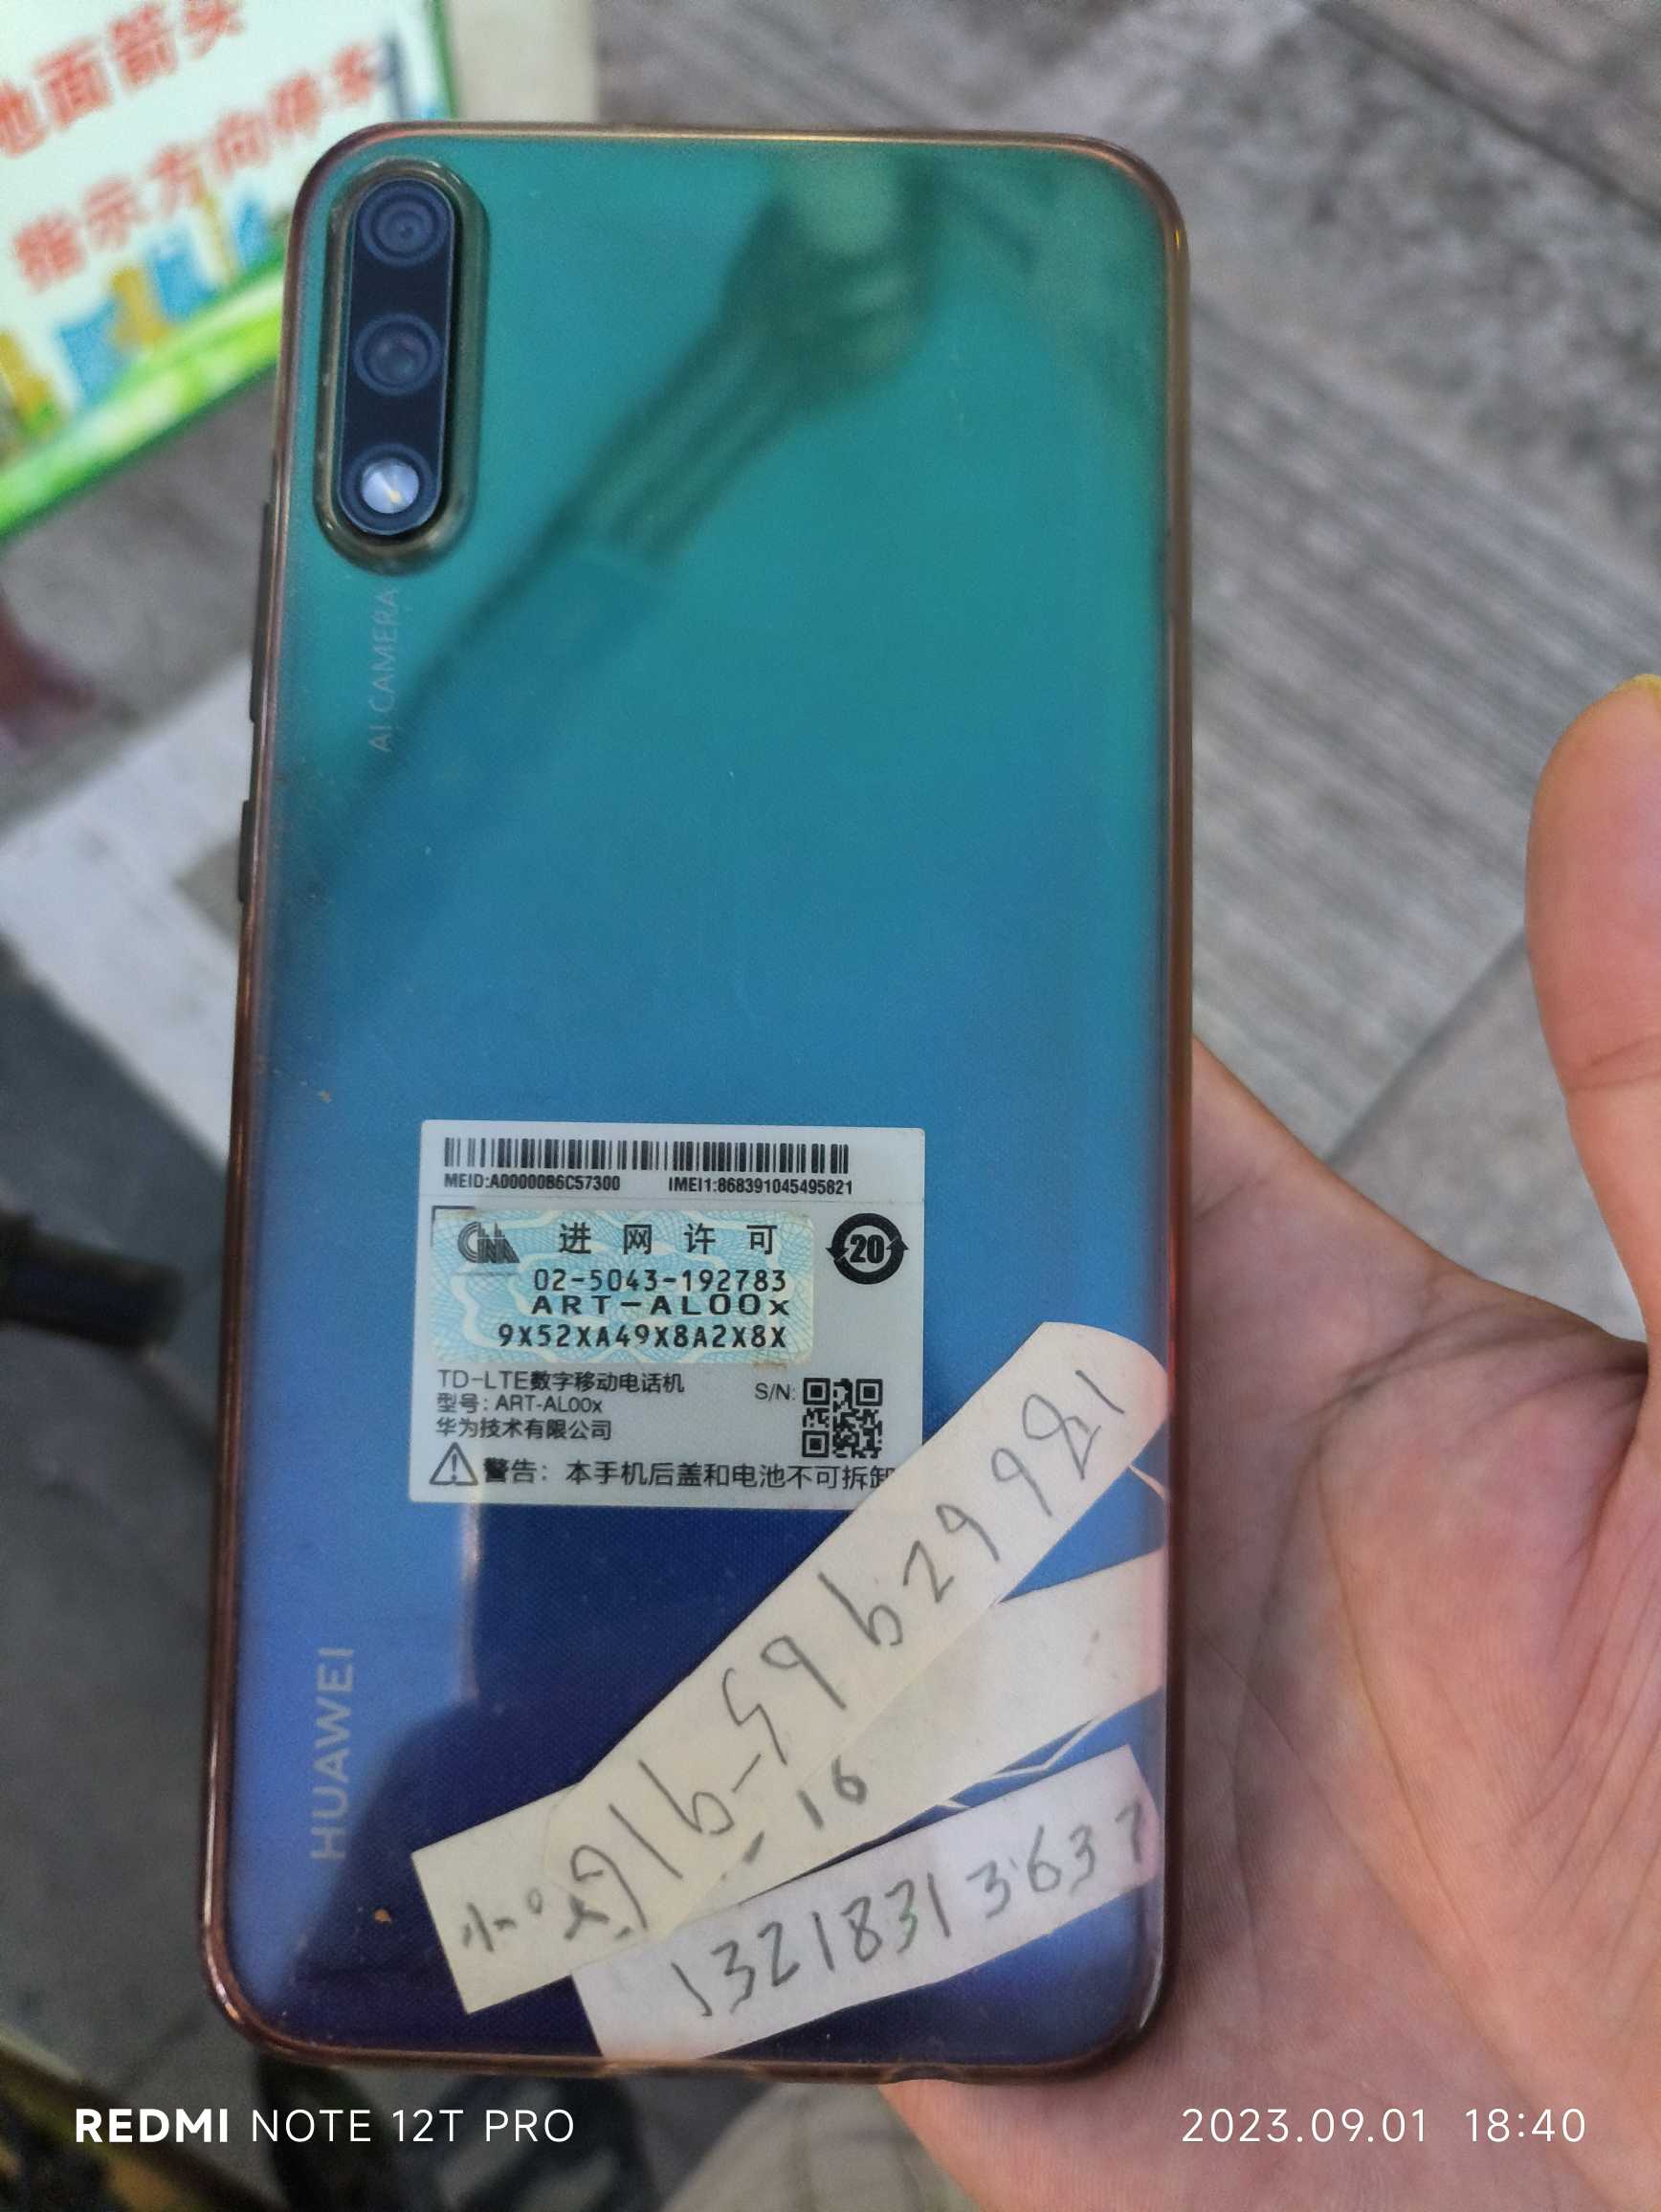 地面箭头
指示方向停车
AI CAMERA
MEID:A0000086C57300 IMEI1:868391045495821
进网许可
20
02-5043-192783
ART-AL00x
9X52XA49X8A2X8X
TD-LTE数字移动电话机
S/N:
型号: ART-AL00x
华为技术有限公司
警告: 本手机后盖和电池不可拆卸
HUAWEI
16
13218313637
REDMI NOTE 12T PRO
2023.09.01 18:40